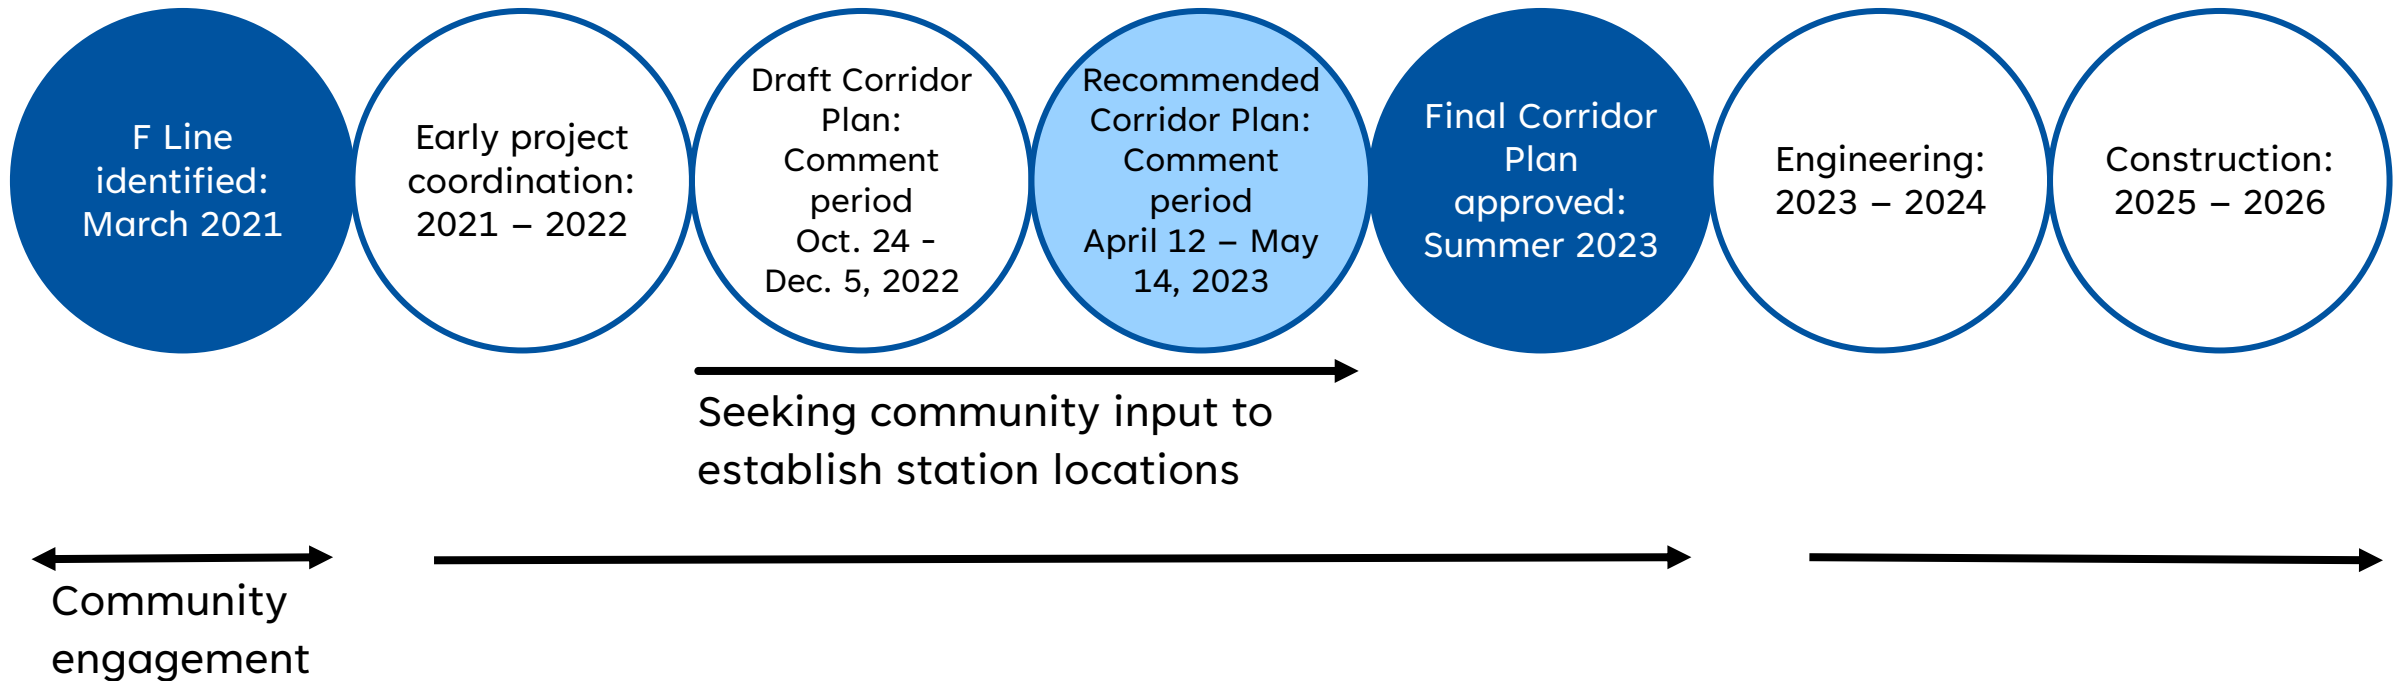 F Line
identified:
March 2021
Early project
coordination:
2021 – 2022
Draft Corridor
Plan:
Comment
period
Oct. 24 -
Dec. 5, 2022
Recommended
Corridor Plan:
Comment
period
April 12 – May
14, 2023
Final Corridor
Plan
approved:
Summer 2023
Engineering:
2023 – 2024
Construction:
2025 – 2026
Seeking community input to
establish station locations
Community
engagement